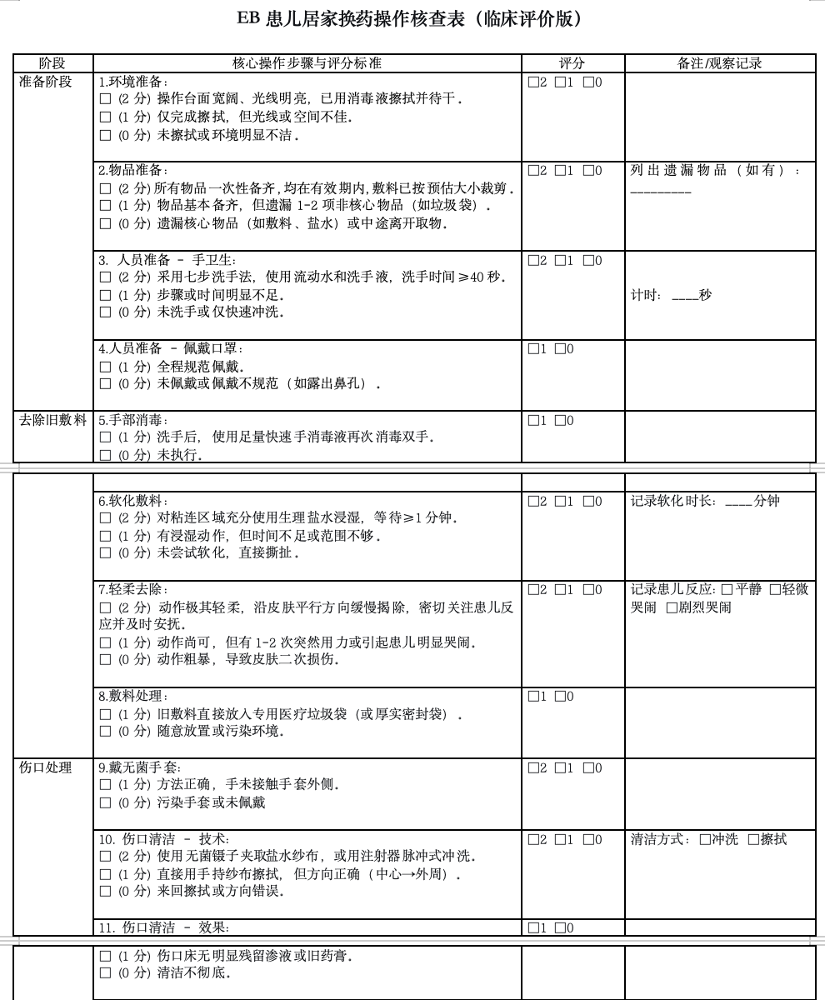 EB 患儿居家换药操作核查表（临床评价版）
阶段 核心操作步骤与评分标准 评分 备注/观察记录
准备阶段 1.环境准备： □2 □1 □0
□（2 分）操作台面宽阔、光线明亮，已用消毒液擦拭并待干。
□（1 分）仅完成擦拭，但光线或空间不佳。
□（0 分）未擦拭或环境明显不洁。
2.物品准备： □2 □1 □0 列出遗漏物品（如有）：
□（2 分）所有物品一次性备齐，均在有效期内，敷料已按预估大小裁剪。 _________
□（1 分）物品基本备齐，但遗漏 1-2 项非核心物品（如垃圾袋）。
□（0 分）遗漏核心物品（如敷料、盐水）或中途离开取物。
3. 人员准备 - 手卫生： □2 □1 □0
□（2 分）采用七步洗手法，使用流动水和洗手液，洗手时间≥40 秒。
□（1 分）步骤或时间明显不足。 计时：____秒
□（0 分）未洗手或仅快速冲洗。
4.人员准备 - 佩戴口罩： □1 □0
□（1 分）全程规范佩戴。
□（0 分）未佩戴或佩戴不规范（如露出鼻孔）。
去除旧敷料 5.手部消毒： □1 □0
□（1 分）洗手后，使用足量快速手消毒液再次消毒双手。
□（0 分）未执行。
6.软化敷料： □2 □1 □0 记录软化时长：____分钟
□（2 分）对粘连区域充分使用生理盐水浸湿，等待≥1 分钟。
□（1 分）有浸湿动作，但时间不足或范围不够。
□（0 分）未尝试软化，直接撕扯。
7.轻柔去除： □2 □1 □0 记录患儿反应：□平静 □轻微
□（2 分）动作极其轻柔，沿皮肤平行方向缓慢揭除，密切关注患儿反 哭闹 □剧烈哭闹
应并及时安抚。
□（1 分）动作尚可，但有 1-2 次突然用力或引起患儿明显哭闹。
□（0 分）动作粗暴，导致皮肤二次损伤。
8.敷料处理： □1 □0
□（1 分）旧敷料直接放入专用医疗垃圾袋（或厚实密封袋）。
□（0 分）随意放置或污染环境。
伤口处理 9.戴无菌手套： □2 □1 □0
□（1 分）方法正确，手未接触手套外侧。
□（0 分）污染手套或未佩戴
10. 伤口清洁 - 技术： □2 □1 □0 清洁方式：□冲洗 □擦拭
□（2 分）使用无菌镊子夹取盐水纱布，或用注射器脉冲式冲洗。
□（1 分）直接用手持纱布擦拭，但方向正确（中心→外周）。
□（0 分）来回擦拭或方向错误。
11. 伤口清洁 - 效果： □1 □0
□（1 分）伤口床无明显残留渗液或旧药膏。
□（0 分）清洁不彻底。